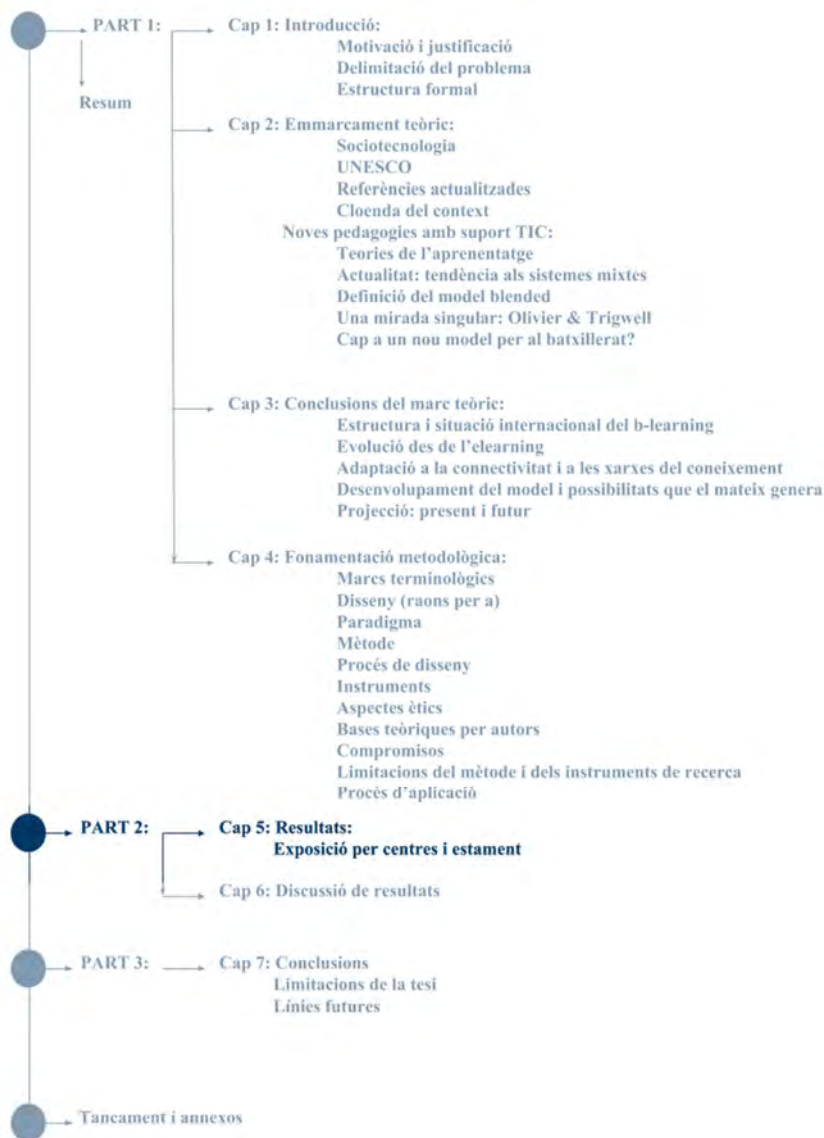 PART 1:
Resum
Cap 1: Introducció:
Motivació i justificació
Delimitació del problema
Estructura formal
Cap 2: Emmarcament teòric:
Sociotecnologia
UNESCO
Referències actualitzades
Cloenda del context
Noves pedagogies amb suport TIC:
Teories de l'aprenentatge
Actualitat: tendència als sistemes mixtes
Definició del model blended
Una mirada singular: Olivier & Trigwell
Cap a un nou model per al batxillerat?
Cap 3: Conclusions del marc teòric:
Estructura i situació internacional del b-learning
Evolució des de l'elearning
Adaptació a la connectivitat i a les xarxes del coneixement
Desenvolupament del model i possibilitats que el mateix genera
Projecció: present i futur
Cap 4: Fonamentació metodològica:
Marcs terminològics
Disseny (raons per a)
Paradigma
Mètode
Procés de disseny
Instruments
Aspectes ètics
Bases teòriques per autors
Compromisos
Limitacions del mètode i dels instruments de recerca
Procés d'aplicació
PART 2:
Cap 5: Resultats:
Exposició per centres i estament
Cap 6: Discussió de resultats
PART 3:
Cap 7: Conclusions
Limitacions de la tesi
Línies futures
Tancament i annexos